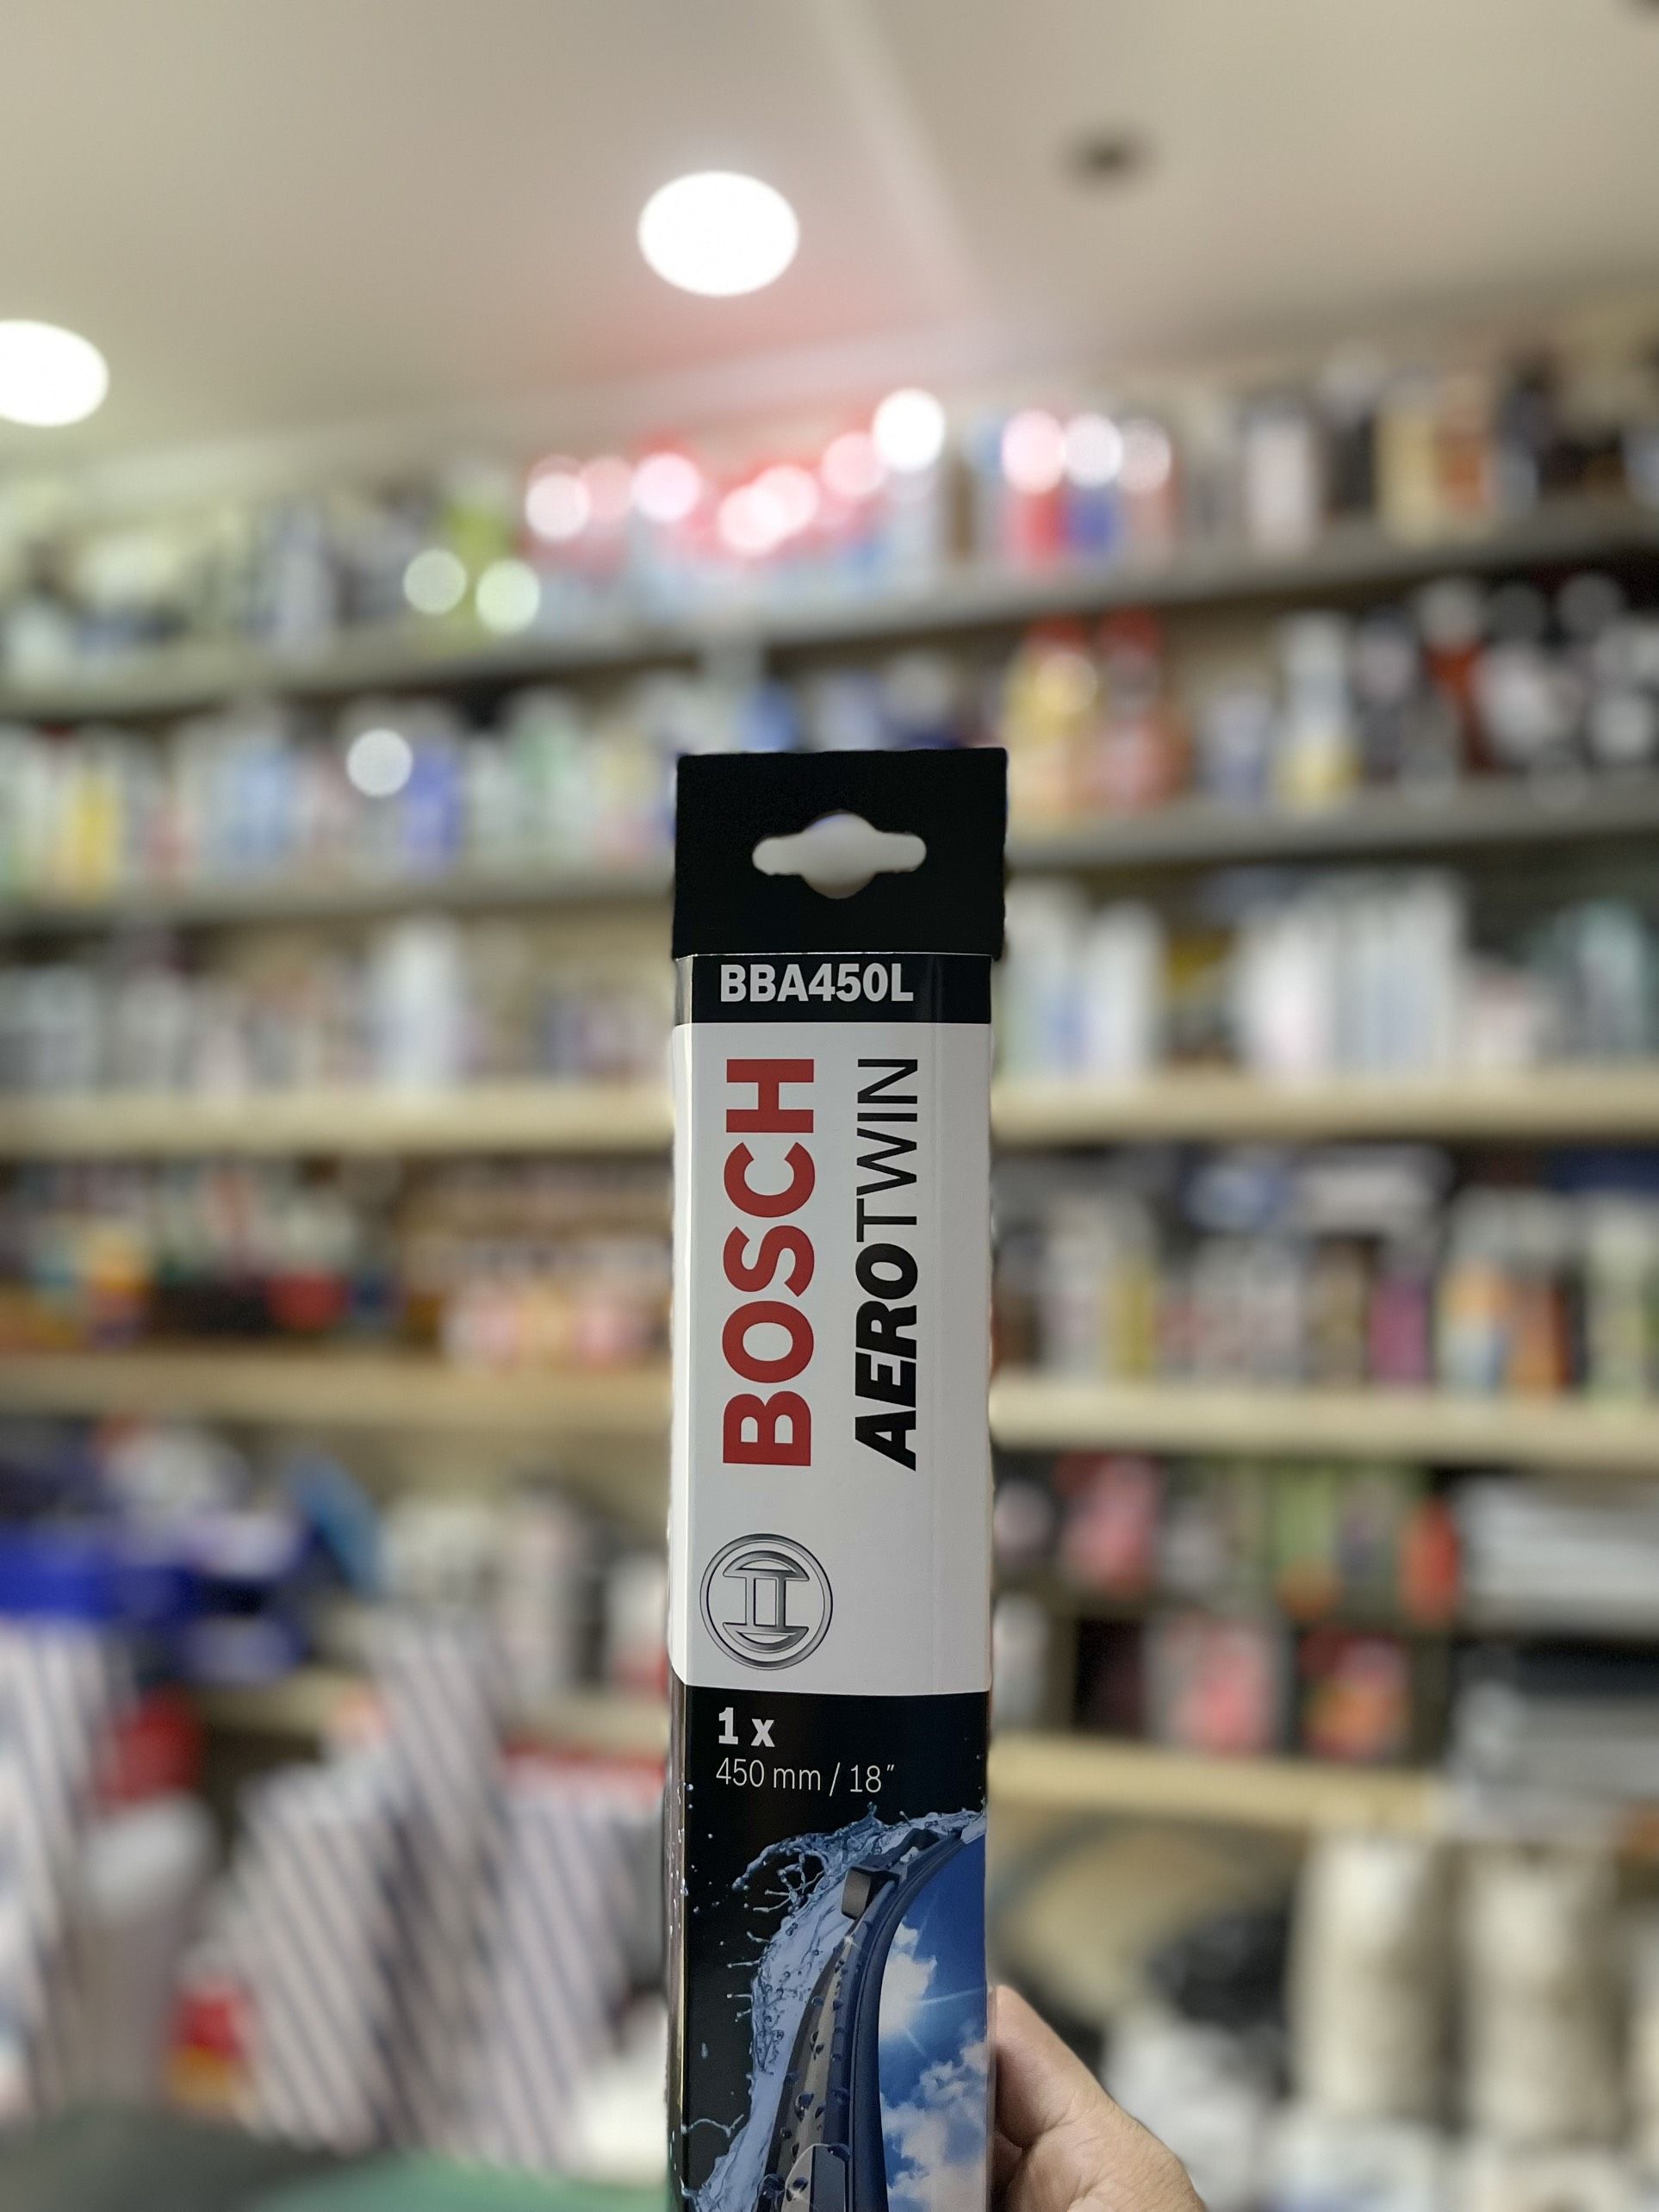 BBA450L
BOSCH
AEROTWIN
1 x
450 mm / 18"